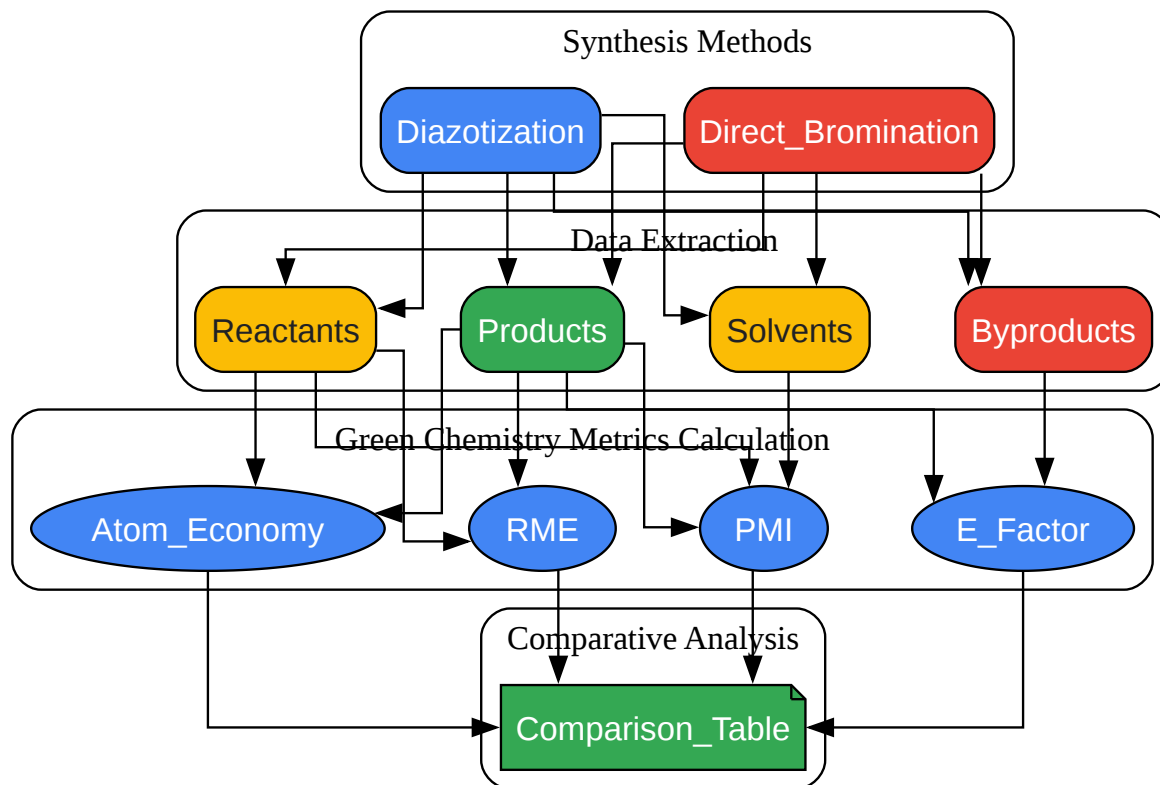 Synthesis Methods
Diazotization
Direct_Bromination
Data Extraction
Reactants
Products
Solvents
Byproducts
Green Chemistry Metrics Calculation
Atom_Economy
RME
PMI
E_Factor
Comparative Analysis
Comparison_Table